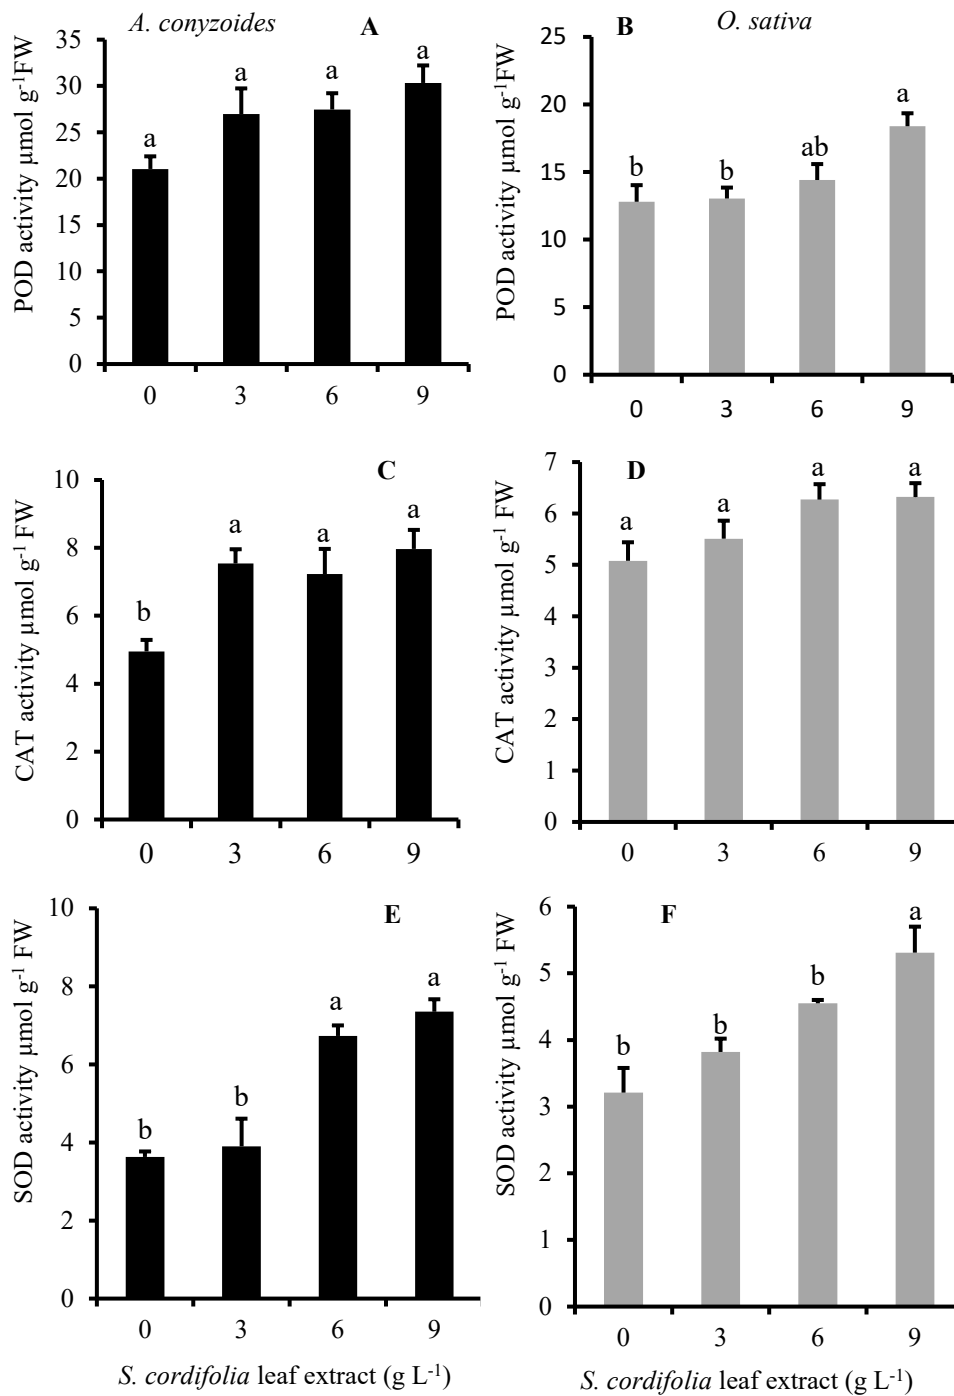 A. conyzoides
A
POD activity µmol g-1FW
35
30
25
20
15
10
5
0
a
a
a
a
0 3 6 9
B
O. sativa
POD activity µmol g-1FW
25
20
15
10
5
0
b
b
ab
a
0 3 6 9
C
CAT activity µmol g-1 FW
10
8
6
4
2
0
b
a
a
a
0 3 6 9
D
CAT activity µmol g-1 FW
7
6
5
4
3
2
1
0
a
a
a
a
0 3 6 9
E
SOD activity µmol g-1 FW
10
8
6
4
2
0
b
b
a
a
0 3 6 9
S. cordifolia leaf extract (g L-1)
F
SOD activity µmol g-1 FW
6
5
4
3
2
1
0
b
b
b
a
0 3 6 9
S. cordifolia leaf extract (g L-1)